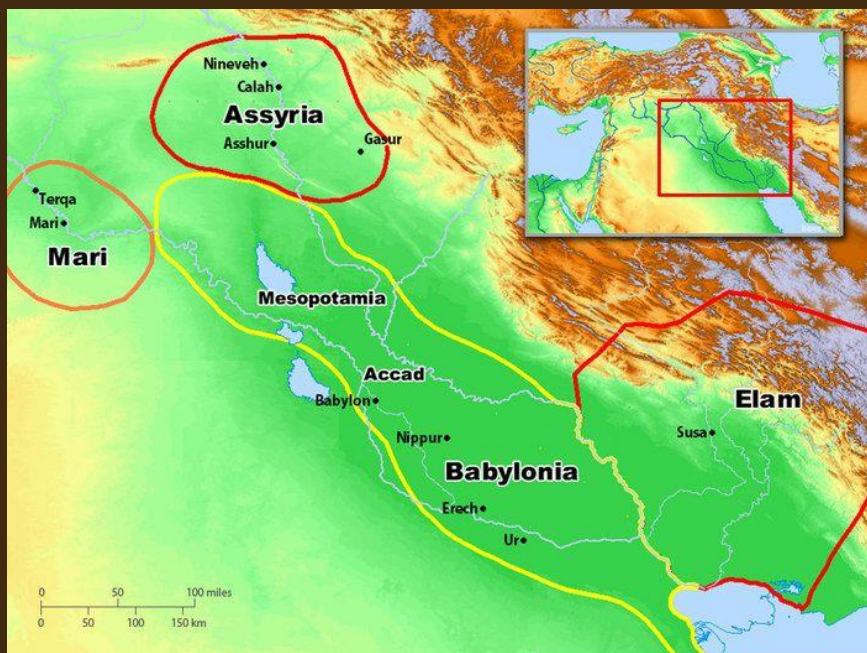 Nineveh
Calah
Assyria
Asshur
Gasur
Terqa
Mari
Mari
Mesopotamia
Accad
Babylon
Elam
Susa
Nippur
Babylonia
Erech
Ur
0 50 100 miles
0 50 100 150 km